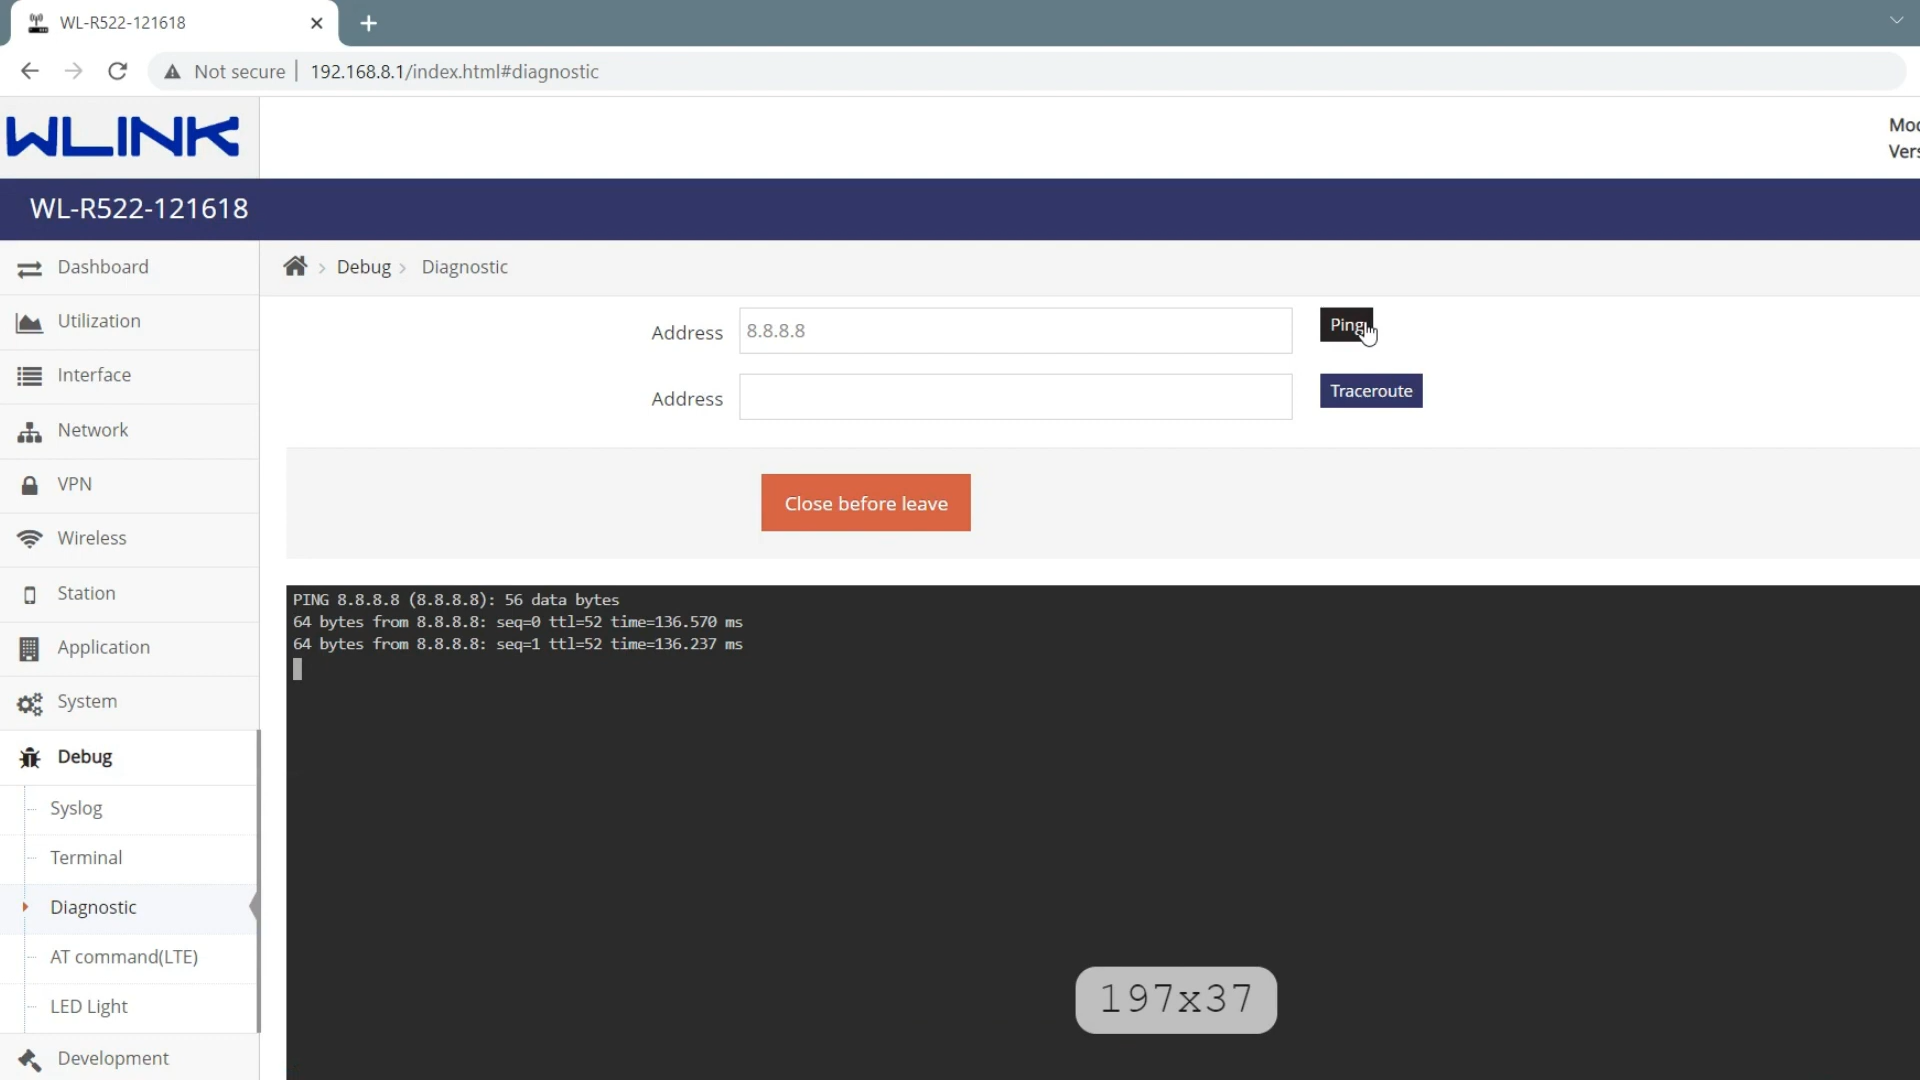 WL-R522-121618
Not secure
192.168.8.1/index.html#diagnostic
WLINK
WL-R522-121618
Dashboard
Utilization
Interface
Network
VPN
Wireless
Station
Application
System
Debug
Syslog
Terminal
Diagnostic
AT command(LTE)
LED Light
Development
Debug
Diagnostic
Address
8.8.8.8
Ping
Address
Traceroute
Close before leave
PING 8.8.8.8 (8.8.8.8): 56 data bytes
64 bytes from 8.8.8.8: seq=0 ttl=52 time=136.570 ms
64 bytes from 8.8.8.8: seq=1 ttl=52 time=136.237 ms
197x37